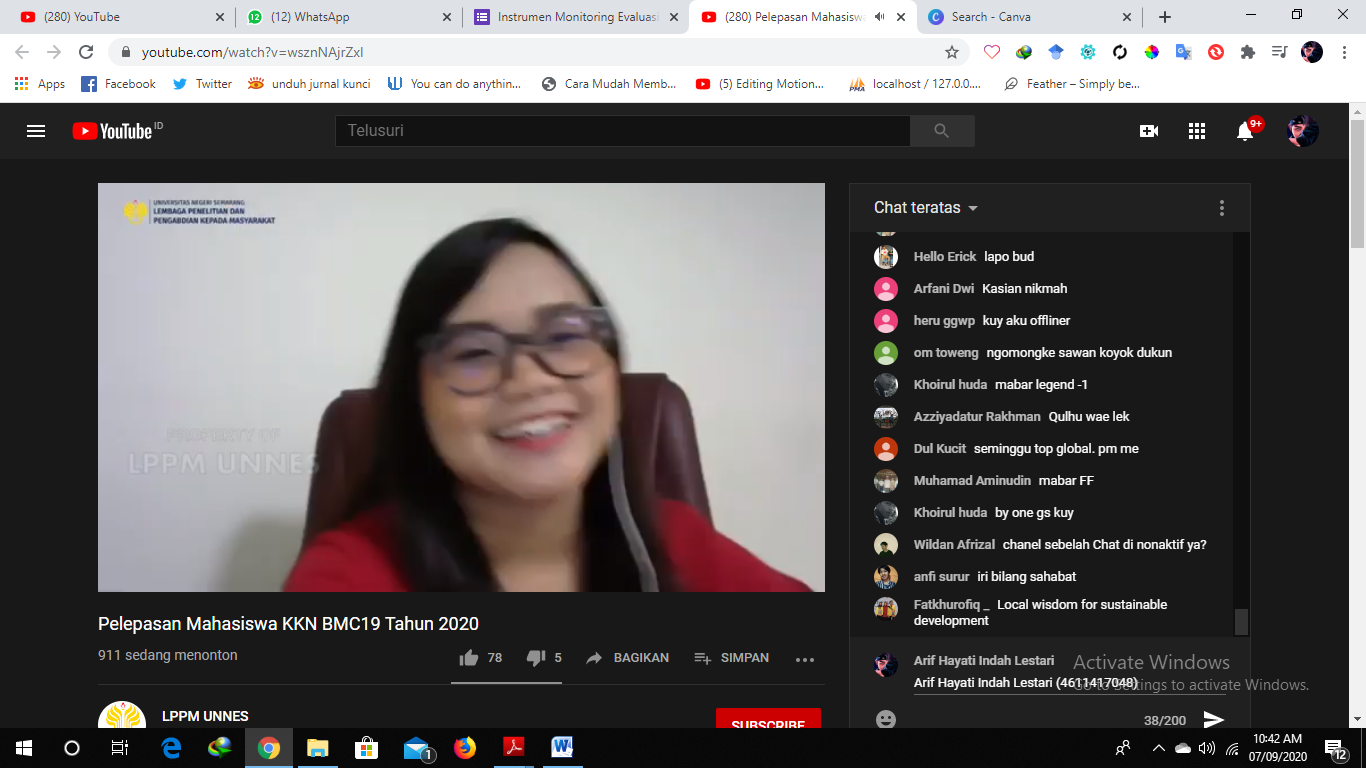 (280) YouTube
(12) WhatsApp
Instrumen Monitoring Evaluasi
(280) Pelepasan Mahasiswa
Search - Canva
youtube.com/watch?v=wsznNAjrZxI
Apps
Facebook
Twitter
unduh jurnal kunci
You can do anythin...
Cara Mudah Memb...
(5) Editing Motion...
localhost / 127.0.0....
Feather – Simply be...
YouTube ID
Telusuri
9+
UNIVERSITAS NEGERI SEMARANG
LEMBAGA PENELITIAN DAN
PENGABDIAN KEPADA MASYARAKAT
PROPERTY OF
LPPM UNNES
Pelepasan Mahasiswa KKN BMC19 Tahun 2020
911 sedang menonton
78
5
BAGIKAN
SIMPAN
LPPM UNNES
SUBSCRIBE
Chat teratas
Hello Erick lapo bud
Arfani Dwi Kasian nikmah
heru ggwp kuy aku offliner
om toweng ngomongke sawan koyok dukun
Khoirul huda mabar legend -1
Azziyadatur Rakhman Qulhu wae lek
Dul Kucit seminggu top global. pm me
Muhamad Aminudin mabar FF
Khoirul huda by one gs kuy
Wildan Afrizal chanel sebelah Chat di nonaktif ya?
anfi surur iri bilang sahabat
Fatkhurofiq _ Local wisdom for sustainable
development
Arif Hayati Indah Lestari
Arif Hayati Indah Lestari (4611417048)
Activate Windows
Go to Settings to activate Windows.
38/200
1
10:42 AM
07/09/2020
12